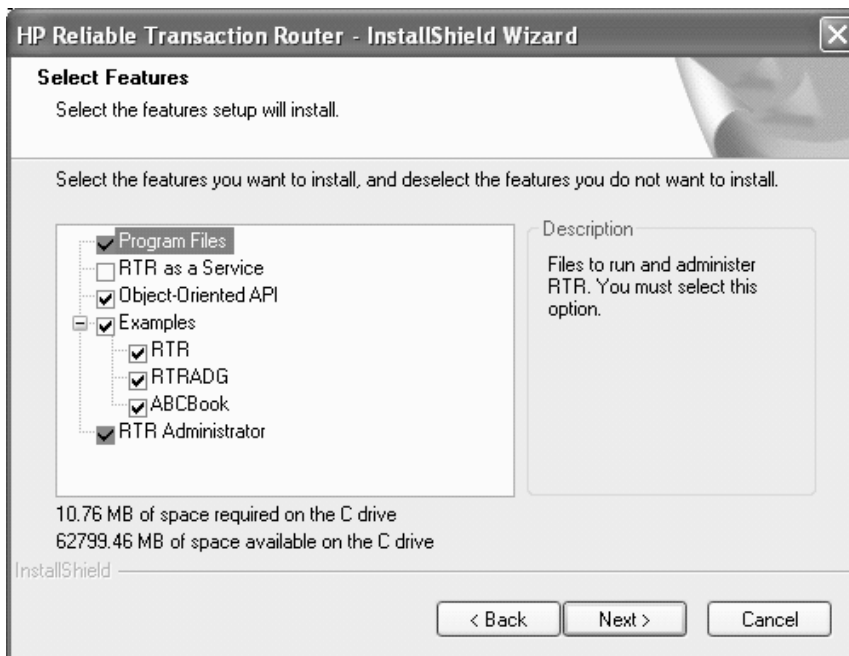 HP Reliable Transaction Router - InstallShield Wizard
Select Features
Select the features setup will install.
Select the features you want to install, and deselect the features you do not want to install.
Program Files
RTR as a Service
Object-Oriented API
Examples
RTR
RTRADG
ABCBook
RTR Administrator
Description
Files to run and administer
RTR. You must select this
option.
10.76 MB of space required on the C drive
62799.46 MB of space available on the C drive
InstallShield
< Back
Next >
Cancel